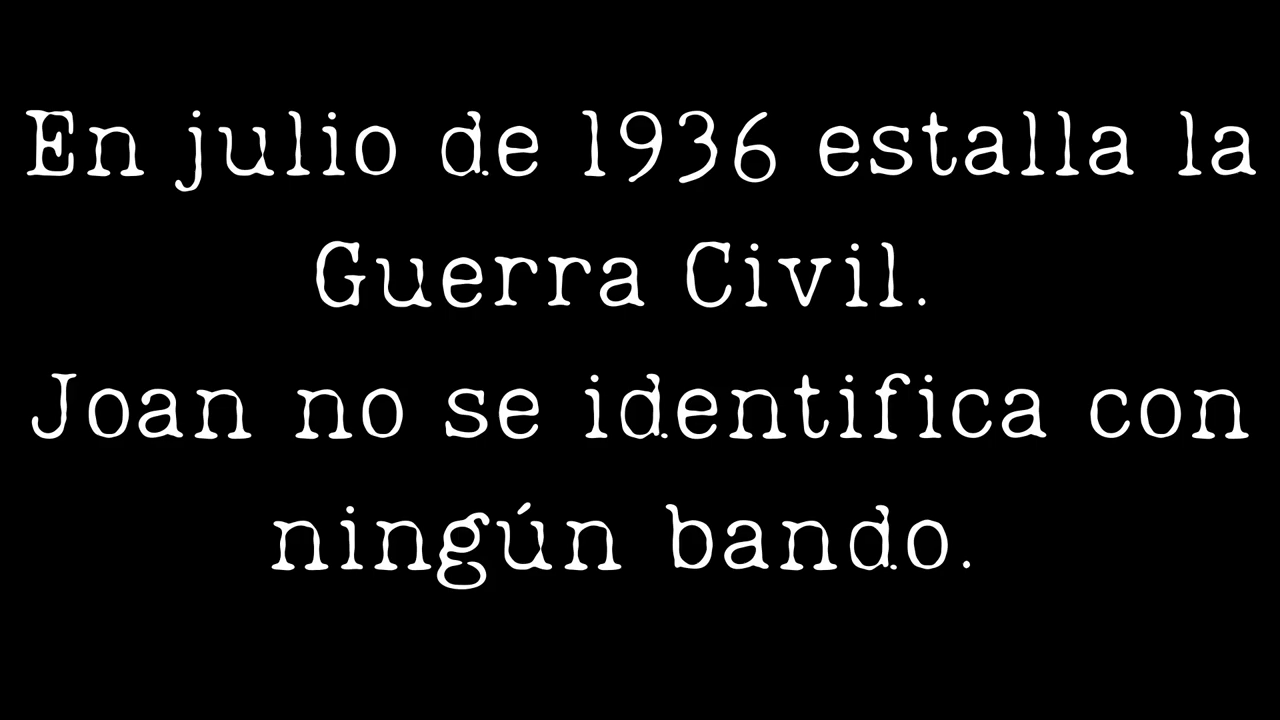 En julio de 1936 estalla la
Guerra Civil.
Joan no se identifica con
ningún bando.